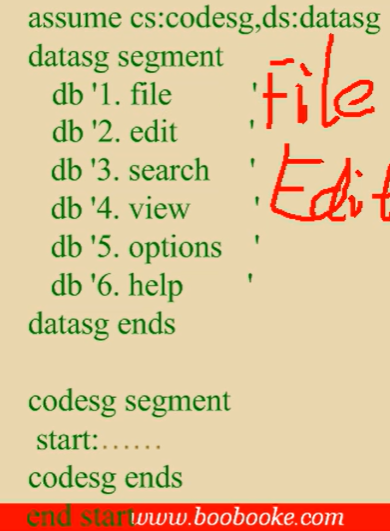 assume cs:codesg,ds:datasg
datasg segment
db '1. file         '
File
db '2. edit         '
Edit
db '3. search     '
db '4. view        '
db '5. options    '
db '6. help        '
datasg ends
codesg segment
start:……
codesg ends
end start
www.boobooke.com